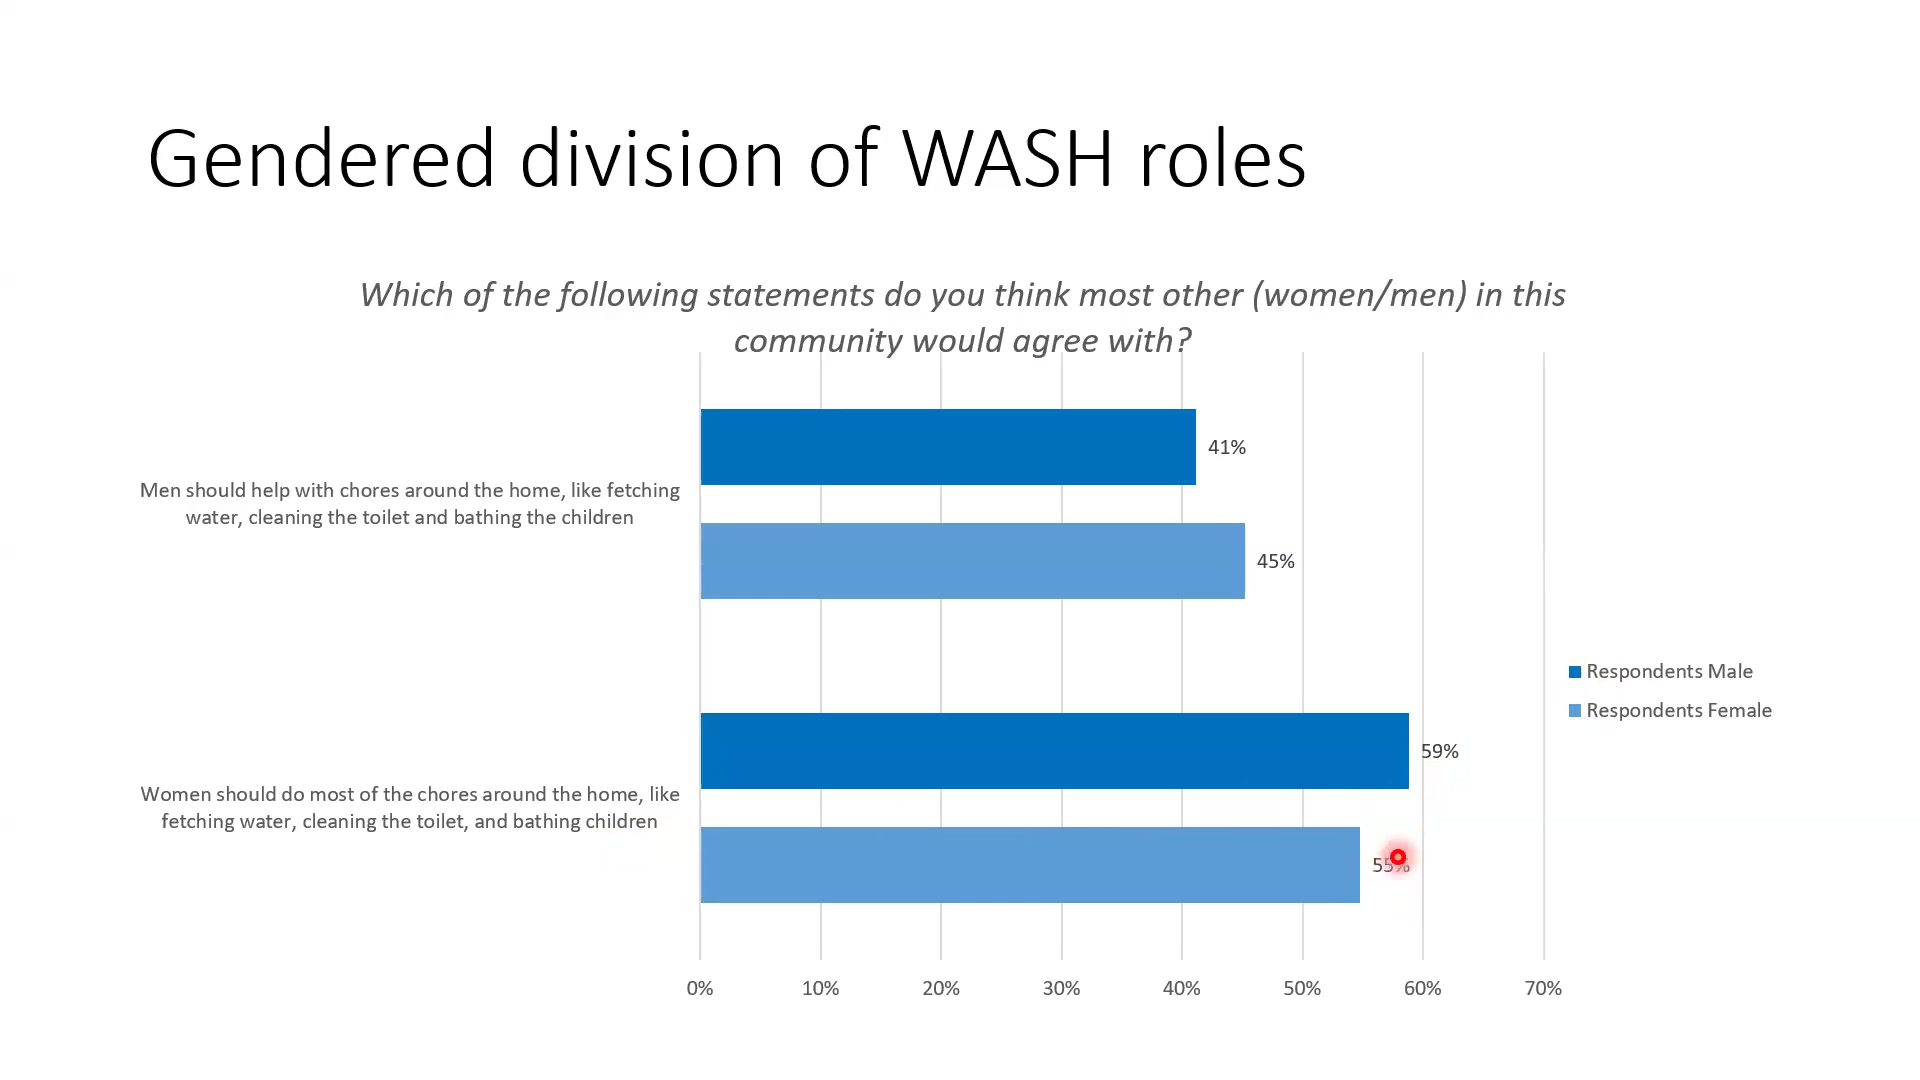 Gendered division of WASH roles
Which of the following statements do you think most other (women/men) in this
community would agree with?
41%
Men should help with chores around the home, like fetching
water, cleaning the toilet and bathing the children
45%
Respondents Male
Respondents Female
59%
Women should do most of the chores around the home, like
fetching water, cleaning the toilet, and bathing children
55%
0% 10% 20% 30% 40% 50% 60% 70%